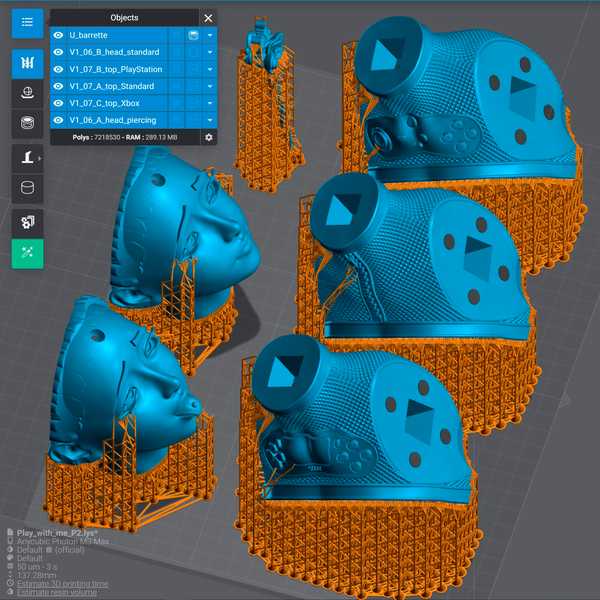 Objects
U_barrette
V1_06_B_head_standard
V1_07_B_top_PlayStation
V1_07_A_top_Standard
V1_07_C_top_Xbox
V1_06_A_head_piercing
Polys : 7218530 - RAM : 289.13 MB
Play_with_me_P2.lys*
Anycubic Photon M3 Max
Default (official)
Default
50 um - 3 s
137.28mm
Estimate 3D printing time
Estimate resin volume